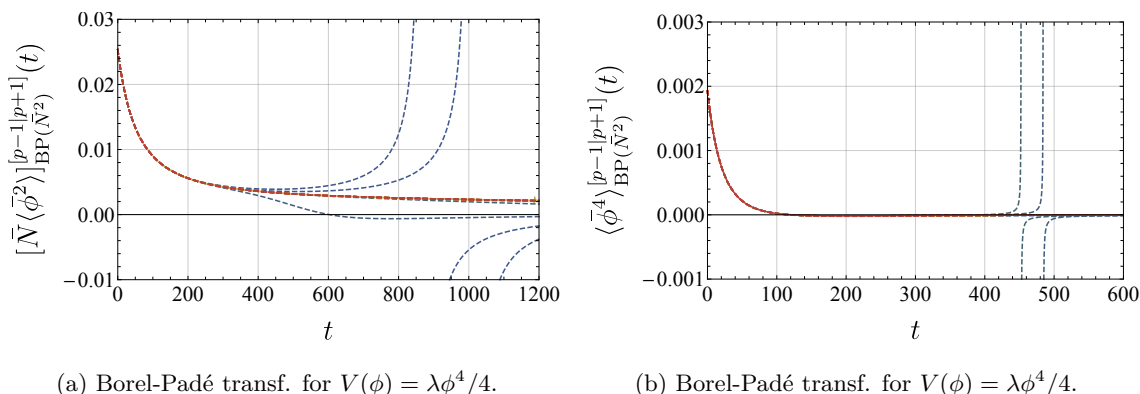 [N̄⟨ϕ̄²⟩]^{[p−1|p+1]}_{BP(N̄²)}(t)
0.03
0.02
0.01
0.00
−0.01
0 200 400 600 800 1000 1200
t
(a) Borel-Padé transf. for V(ϕ) = λϕ⁴/4.
⟨ϕ̄⁴⟩^{[p−1|p+1]}_{BP(N̄²)}(t)
0.003
0.002
0.001
0.000
−0.001
0 100 200 300 400 500 600
t
(b) Borel-Padé transf. for V(ϕ) = λϕ⁴/4.